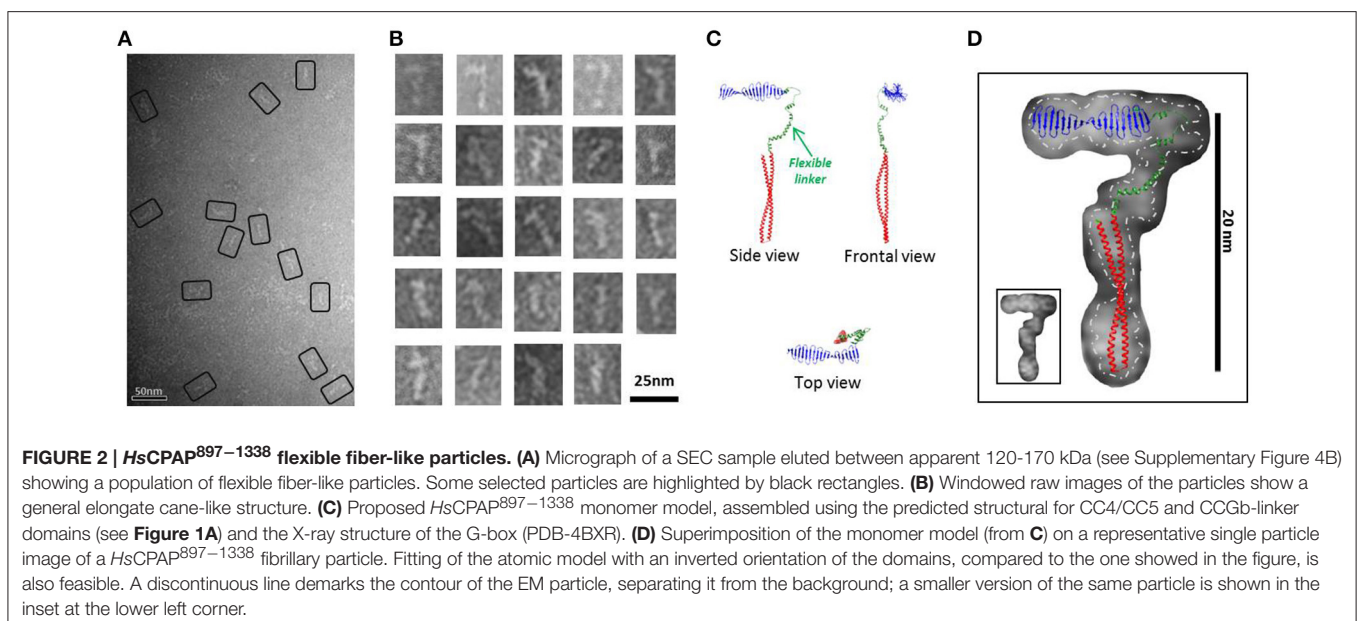 A
B
C
D
50nm
25nm
Flexible
linker
Side view
Frontal view
Top view
20 nm
FIGURE 2 | HsCPAP897−1338 flexible fiber-like particles. (A) Micrograph of a SEC sample eluted between apparent 120-170 kDa (see Supplementary Figure 4B)
showing a population of flexible fiber-like particles. Some selected particles are highlighted by black rectangles. (B) Windowed raw images of the particles show a
general elongate cane-like structure. (C) Proposed HsCPAP897−1338 monomer model, assembled using the predicted structural for CC4/CC5 and CCGb-linker
domains (see Figure 1A) and the X-ray structure of the G-box (PDB-4BXR). (D) Superimposition of the monomer model (from C) on a representative single particle
image of a HsCPAP897−1338 fibrillary particle. Fitting of the atomic model with an inverted orientation of the domains, compared to the one showed in the figure, is
also feasible. A discontinuous line demarks the contour of the EM particle, separating it from the background; a smaller version of the same particle is shown in the
inset at the lower left corner.